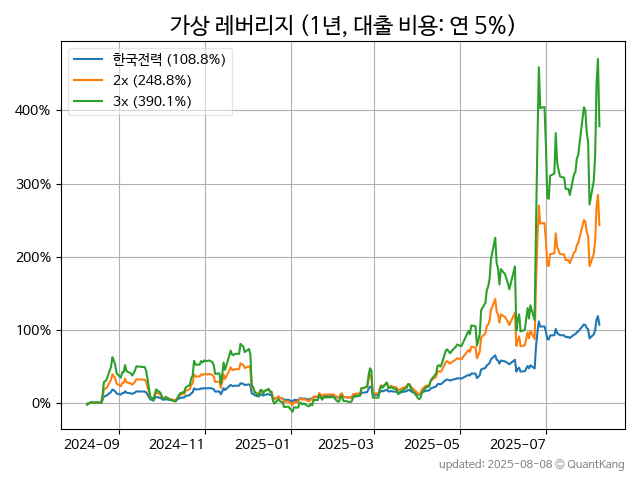 가상 레버리지 (1년, 대출 비용: 연 5%)
한국전력 (108.8%)
2x (248.8%)
3x (390.1%)
400%
300%
200%
100%
0%
2024-09 2024-11 2025-01 2025-03 2025-05 2025-07
updated: 2025-08-08 © QuantKang